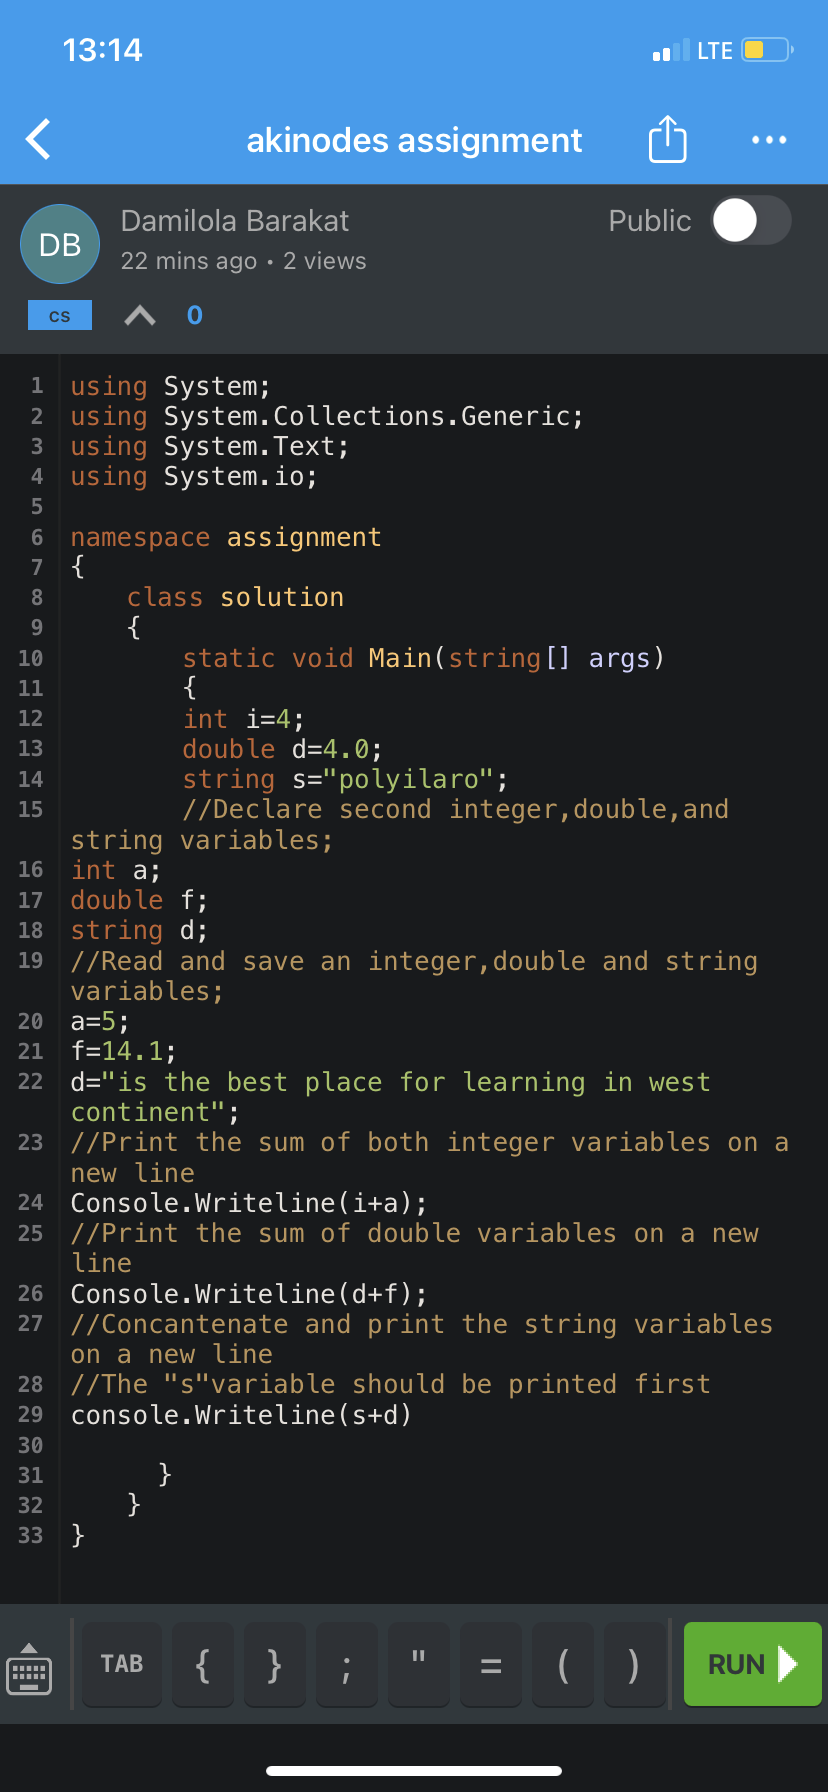 13:14
LTE
akinodes assignment
DB
Damilola Barakat
Public
22 mins ago • 2 views
cs
0
1 using System;
2 using System.Collections.Generic;
3 using System.Text;
4 using System.io;
5
6 namespace assignment
7 {
8 class solution
9 {
10 static void Main(string[] args)
11 {
12 int i=4;
13 double d=4.0;
14 string s="polyilaro";
15 //Declare second integer,double,and
string variables;
16 int a;
17 double f;
18 string d;
19 //Read and save an integer,double and string
variables;
20 a=5;
21 f=14.1;
22 d="is the best place for learning in west
continent";
23 //Print the sum of both integer variables on a
new line
24 Console.Writeline(i+a);
25 //Print the sum of double variables on a new
line
26 Console.Writeline(d+f);
27 //Concantenate and print the string variables
on a new line
28 //The "s"variable should be printed first
29 console.Writeline(s+d)
30
31 }
32 }
33 }
TAB { } ; " = ( ) RUN